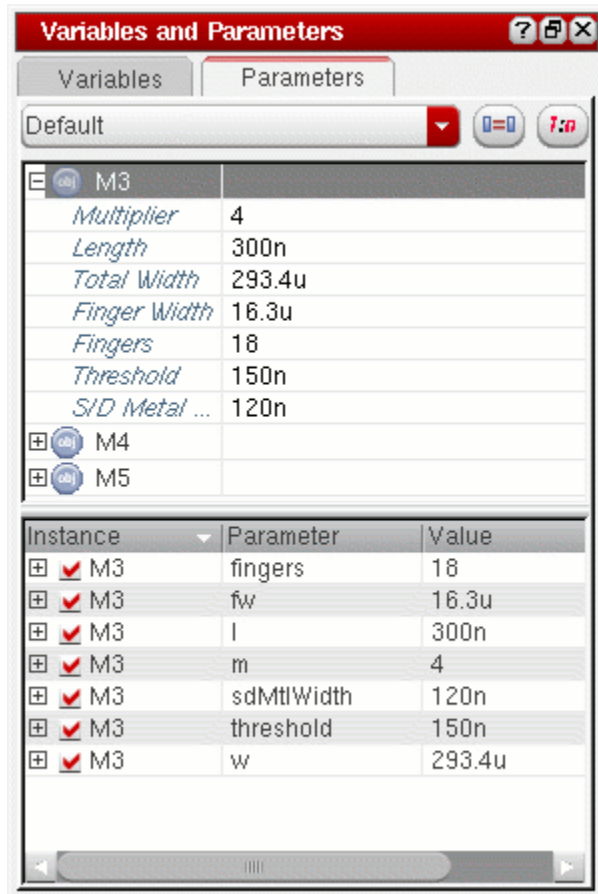 Variables and Parameters
Variables Parameters
Default
M3
Multiplier 4
Length 300n
Total Width 293.4u
Finger Width 16.3u
Fingers 18
Threshold 150n
S/D Metal ... 120n
M4
M5
Instance Parameter Value
M3 fingers 18
M3 fw 16.3u
M3 l 300n
M3 m 4
M3 sdMtlWidth 120n
M3 threshold 150n
M3 w 293.4u